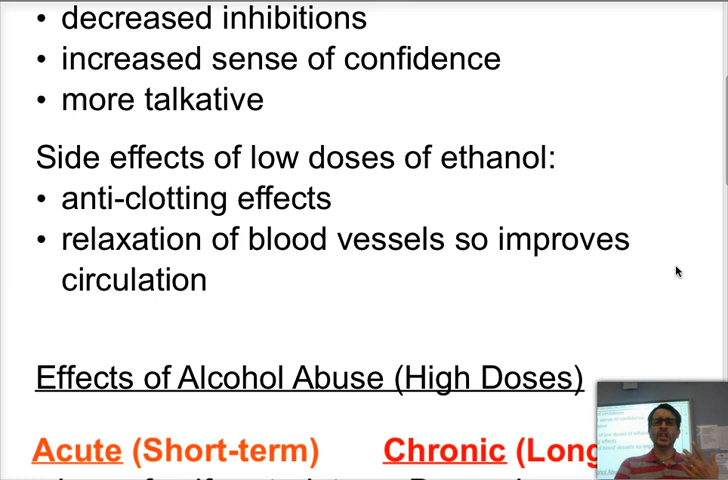 • decreased inhibitions
• increased sense of confidence
• more talkative
Side effects of low doses of ethanol:
• anti-clotting effects
• relaxation of blood vessels so improves
circulation
Effects of Alcohol Abuse (High Doses)
Acute (Short-term) Chronic (Long